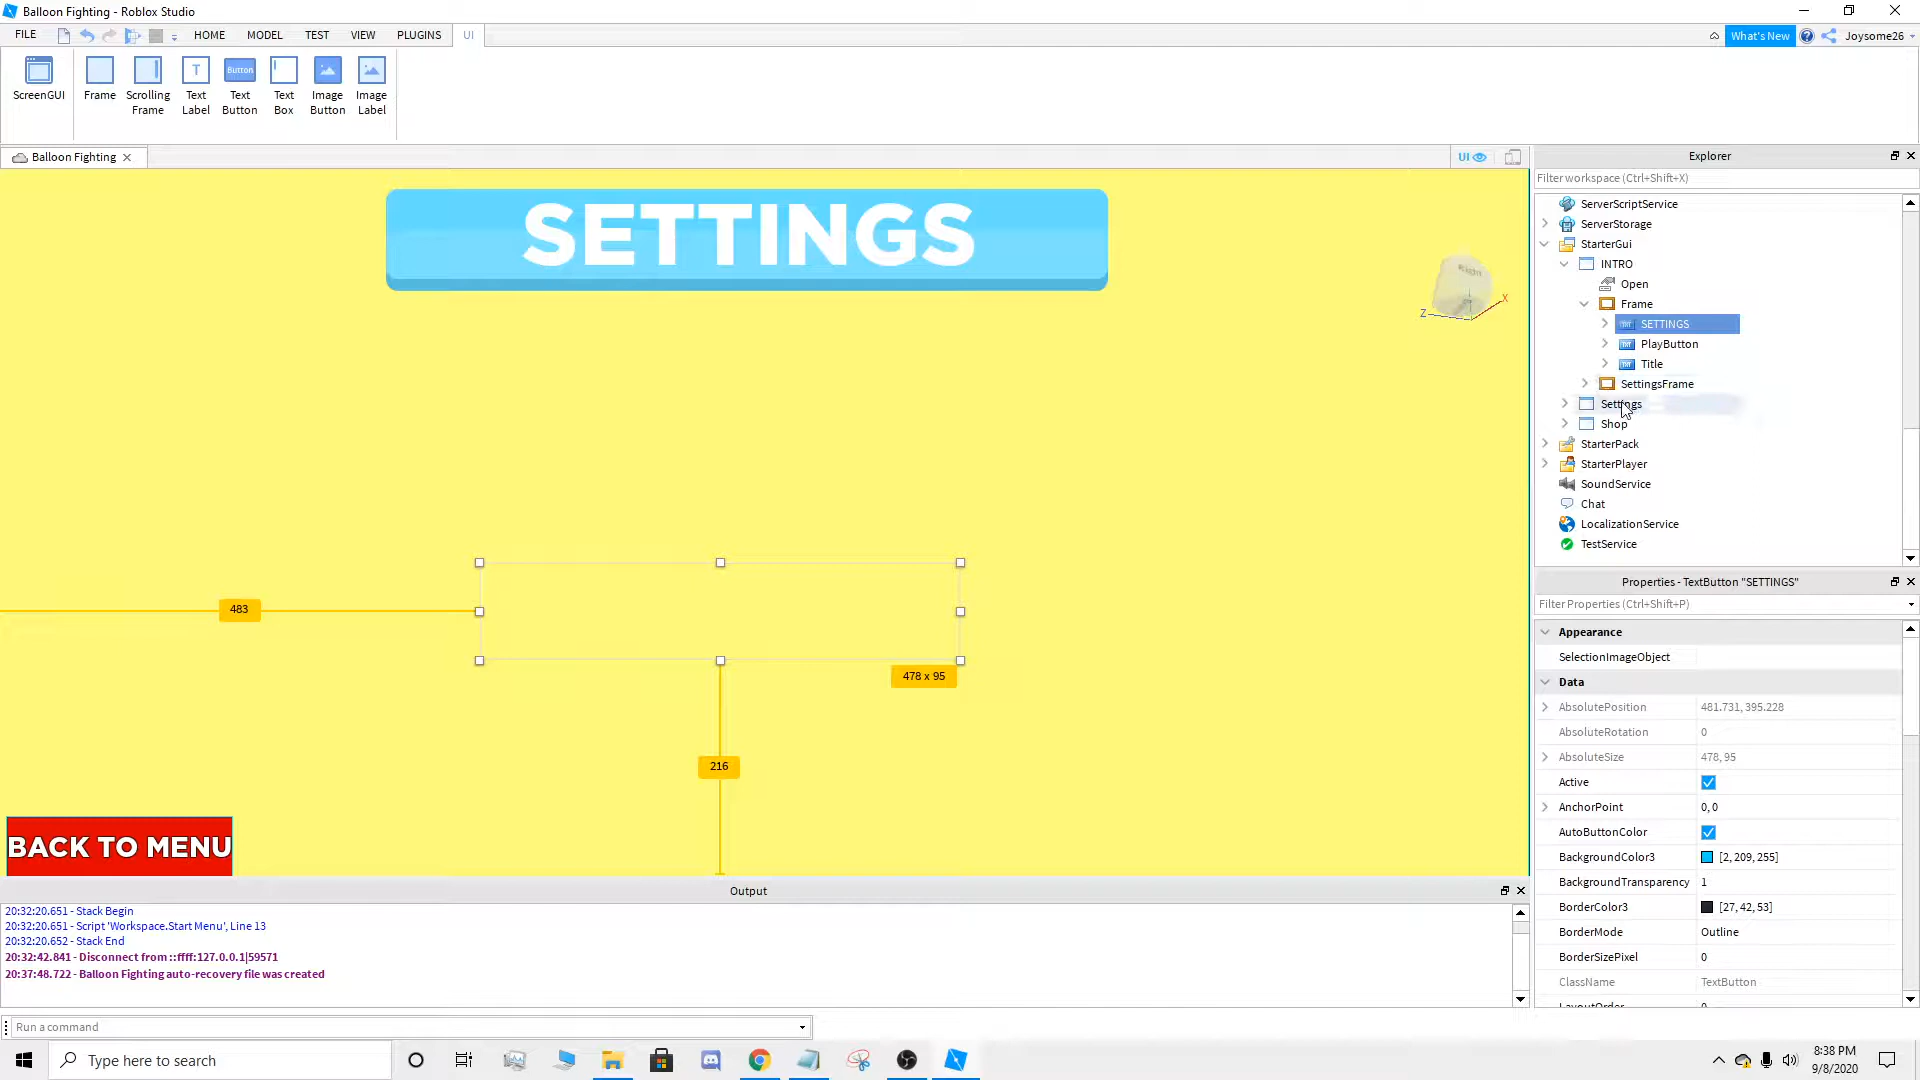 Balloon Fighting - Roblox Studio
FILE
HOME
MODEL
TEST
VIEW
PLUGINS
UI
What's New
Joysome26
ScreenGUI
Frame
Scrolling
Frame
Text
Label
Button
Text
Button
Text
Box
Image
Button
Image
Label
Balloon Fighting
UI
Explorer
Filter workspace (Ctrl+Shift+X)
ServerScriptService
ServerStorage
StarterGui
INTRO
Open
Frame
SETTINGS
PlayButton
Title
SettingsFrame
Settings
Shop
StarterPack
StarterPlayer
SoundService
Chat
LocalizationService
TestService
SETTINGS
Right
X
Z
483
478 x 95
216
BACK TO MENU
Properties - TextButton "SETTINGS"
Filter Properties (Ctrl+Shift+P)
Appearance
SelectionImageObject
Data
AbsolutePosition 481.731, 395.228
AbsoluteRotation 0
AbsoluteSize 478, 95
Active
AnchorPoint 0, 0
AutoButtonColor
BackgroundColor3 [2, 209, 255]
BackgroundTransparency 1
BorderColor3 [27, 42, 53]
BorderMode Outline
BorderSizePixel 0
ClassName TextButton
LayoutOrder 0
Output
20:32:20.651 - Stack Begin
20:32:20.651 - Script 'Workspace.Start Menu', Line 13
20:32:20.652 - Stack End
20:32:42.841 - Disconnect from ::ffff:127.0.0.1|59571
20:37:48.722 - Balloon Fighting auto-recovery file was created
Run a command
Type here to search
8:38 PM
9/8/2020